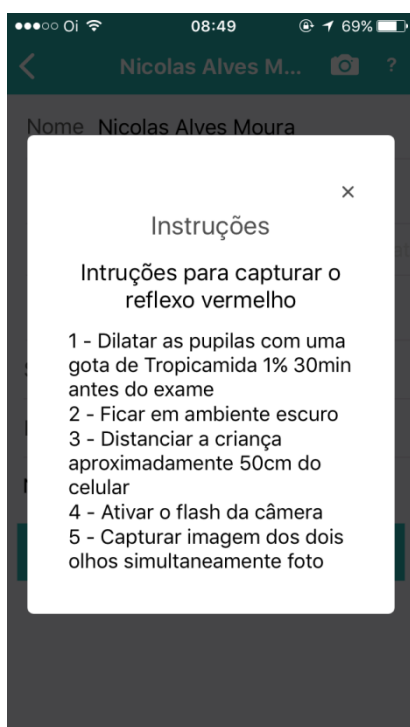 Oi 08:49 69%
Nicolas Alves M... ?
Nome Nicolas Alves Moura
×
Instruções
Intruções para capturar o
reflexo vermelho
1 - Dilatar as pupilas com uma
gota de Tropicamida 1% 30min
antes do exame
2 - Ficar em ambiente escuro
3 - Distanciar a criança
aproximadamente 50cm do
celular
4 - Ativar o flash da câmera
5 - Capturar imagem dos dois
olhos simultaneamente foto